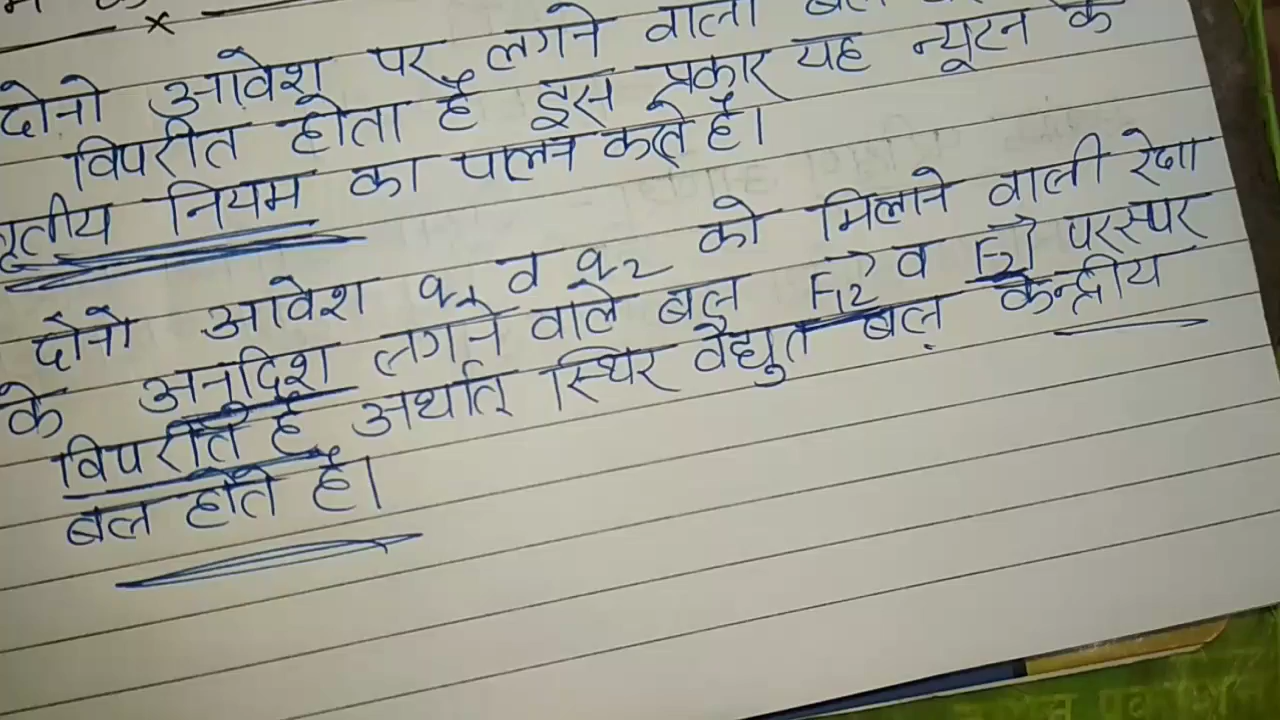 दोनो आवेश पर लगने वाला बल
विपरीत होता है इस प्रकार यह न्यूटन के
तृतीय नियम का पालन करते है।
दोनो आवेश q₁ व q₂ को मिलाने वाली रेखा
के अनुदिश लगने वाले बल F₁₂ व F₂₁ परस्पर
विपरीत है अर्थात् स्थिर वैद्युत बल केन्द्रीय
बल होते है।